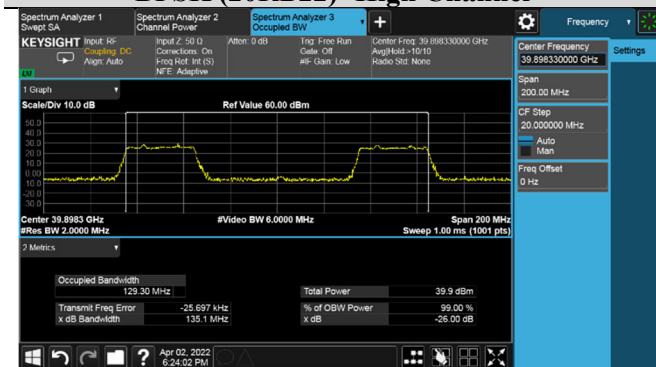 BPSK (20RB22) High Channel
Spectrum Analyzer 1
Swept SA
Spectrum Analyzer 2
Channel Power
Spectrum Analyzer 3
Occupied BW
+
Frequency
KEYSIGHT
Input: RF
Coupling: DC
Align: Auto
Input Z: 50 Ω
Corrections: On
Freq Ref: Int (S)
NFE: Adaptive
Atten: 0 dB
Trig: Free Run
Gate: Off
#IF Gain: Low
Center Freq: 39.898330000 GHz
Avg|Hold:>10/10
Radio Std: None
Center Frequency
39.898330000 GHz
Settings
Span
200.00 MHz
CF Step
20.000000 MHz
Auto
Man
Freq Offset
0 Hz
1 Graph
Scale/Div 10.0 dB
Ref Value 60.00 dBm
50.0
40.0
30.0
20.0
10.0
0.00
-10.0
-20.0
-30.0
Center 39.8983 GHz
#Res BW 2.0000 MHz
#Video BW 6.0000 MHz
Span 200 MHz
Sweep 1.00 ms (1001 pts)
2 Metrics
Occupied Bandwidth
129.30 MHz
Total Power 39.9 dBm
Transmit Freq Error -25.697 kHz
% of OBW Power 99.00 %
x dB Bandwidth 135.1 MHz
x dB -26.00 dB
?
Apr 02, 2022
6:24:02 PM